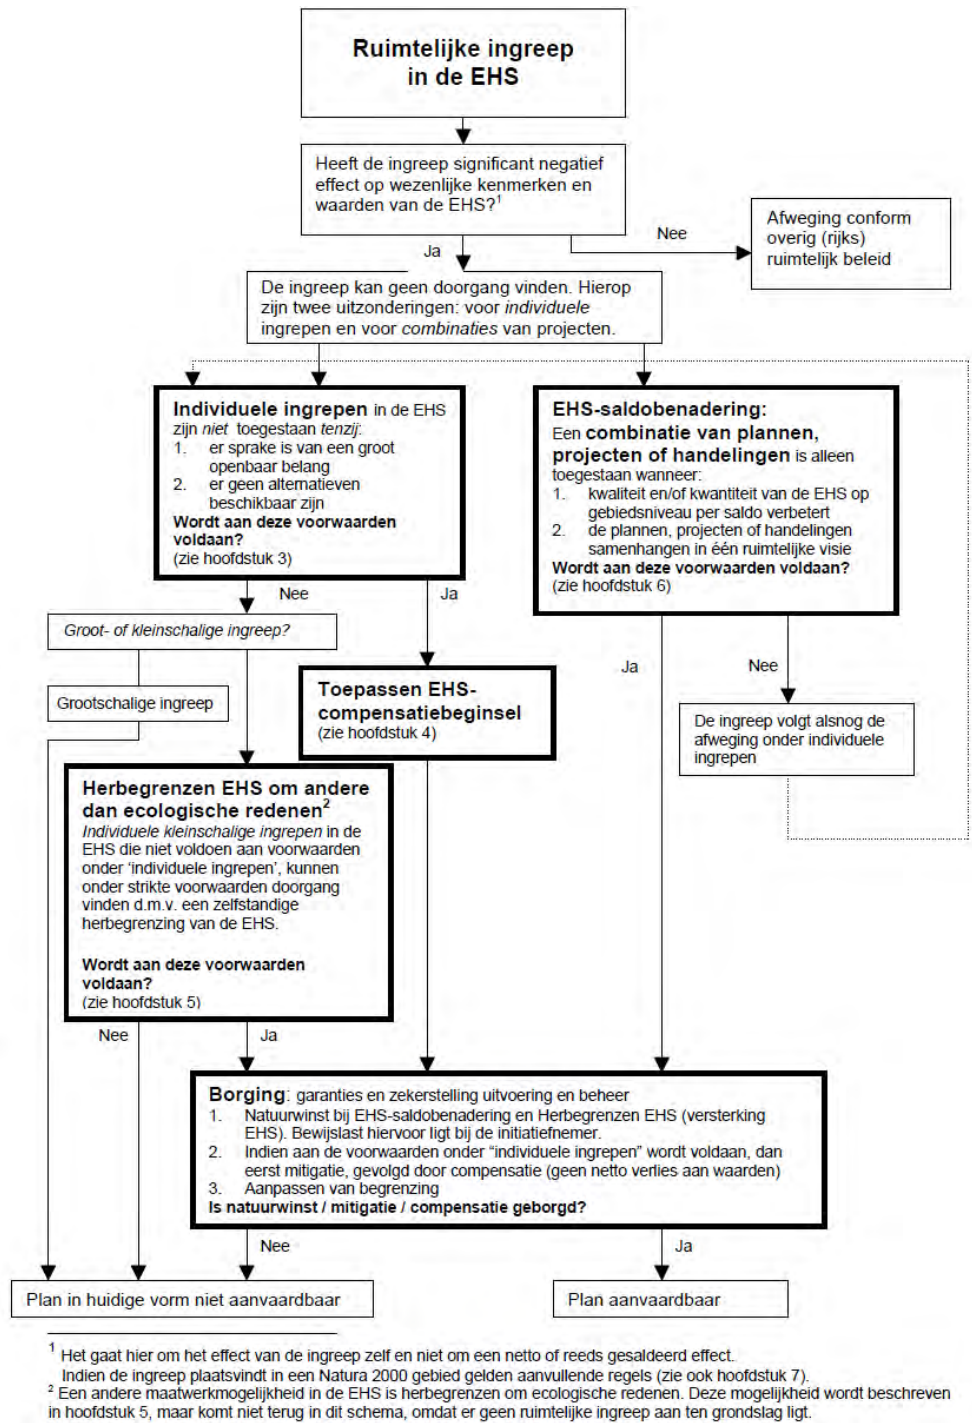 Ruimtelijke ingreep
in de EHS
Heeft de ingreep significant negatief
effect op wezenlijke kenmerken en
waarden van de EHS?1
Nee
Afweging conform
overig (rijks)
ruimtelijk beleid
Ja
De ingreep kan geen doorgang vinden. Hierop
zijn twee uitzonderingen: voor individuele
ingrepen en voor combinaties van projecten.
Individuele ingrepen in de EHS
zijn niet toegestaan tenzij:
1. er sprake is van een groot
openbaar belang
2. er geen alternatieven
beschikbaar zijn
Wordt aan deze voorwaarden
voldaan?
(zie hoofdstuk 3)
EHS-saldobenadering:
Een combinatie van plannen,
projecten of handelingen is alleen
toegestaan wanneer:
1. kwaliteit en/of kwantiteit van de EHS op
gebiedsniveau per saldo verbetert
2. de plannen, projecten of handelingen
samenhangen in één ruimtelijke visie
Wordt aan deze voorwaarden voldaan?
(zie hoofdstuk 6)
Nee
Ja
Groot- of kleinschalige ingreep?
Ja
Nee
Grootschalige ingreep
Toepassen EHS-
compensatiebeginsel
(zie hoofdstuk 4)
De ingreep volgt alsnog de
afweging onder individuele
ingrepen
Herbegrenzen EHS om andere
dan ecologische redenen2
Individuele kleinschalige ingrepen in de
EHS die niet voldoen aan voorwaarden
onder 'individuele ingrepen', kunnen
onder strikte voorwaarden doorgang
vinden d.m.v. een zelfstandige
herbegrenzing van de EHS.
Wordt aan deze voorwaarden
voldaan?
(zie hoofdstuk 5)
Nee
Ja
Borging: garanties en zekerstelling uitvoering en beheer
1. Natuurwinst bij EHS-saldobenadering en Herbegrenzen EHS (versterking
EHS). Bewijslast hiervoor ligt bij de initiatiefnemer.
2. Indien aan de voorwaarden onder "individuele ingrepen" wordt voldaan, dan
eerst mitigatie, gevolgd door compensatie (geen netto verlies aan waarden)
3. Aanpassen van begrenzing
Is natuurwinst / mitigatie / compensatie geborgd?
Nee
Ja
Plan in huidige vorm niet aanvaardbaar
Plan aanvaardbaar
1 Het gaat hier om het effect van de ingreep zelf en niet om een netto of reeds gesaldeerd effect.
Indien de ingreep plaatsvindt in een Natura 2000 gebied gelden aanvullende regels (zie ook hoofdstuk 7).
2 Een andere maatwerkmogelijkheid in de EHS is herbegrenzen om ecologische redenen. Deze mogelijkheid wordt beschreven
in hoofdstuk 5, maar komt niet terug in dit schema, omdat er geen ruimtelijke ingreep aan ten grondslag ligt.